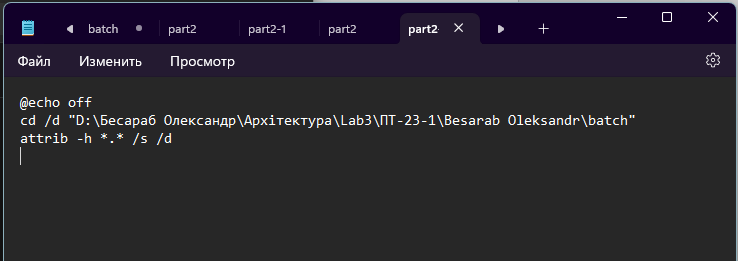 batch part2 part2-1 part2 part2-
Файл Изменить Просмотр
@echo off
cd /d "D:\Бесараб Олександр\Архітектура\Lab3\ПТ-23-1\Besarab Oleksandr\batch"
attrib -h *.* /s /d